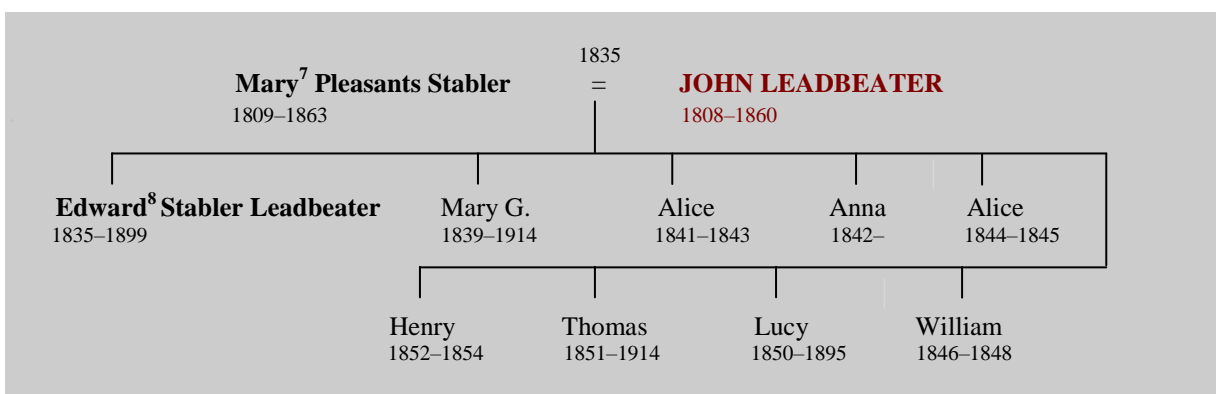 1835
Mary⁷ Pleasants Stabler = JOHN LEADBEATER
1809–1863 1808–1860
Edward⁸ Stabler Leadbeater Mary G. Alice Anna Alice
1835–1899 1839–1914 1841–1843 1842– 1844–1845
Henry Thomas Lucy William
1852–1854 1851–1914 1850–1895 1846–1848